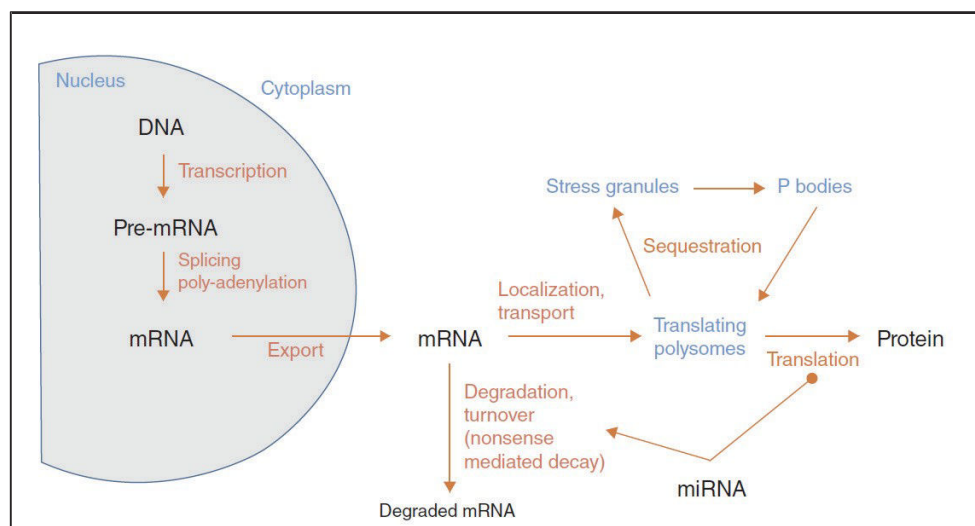 Nucleus
Cytoplasm
DNA
Transcription
Pre-mRNA
Splicing
poly-adenylation
mRNA
Export
mRNA
Localization,
transport
Stress granules
P bodies
Sequestration
Translating
polysomes
Protein
Translation
Degradation,
turnover
(nonsense
mediated decay)
miRNA
Degraded mRNA